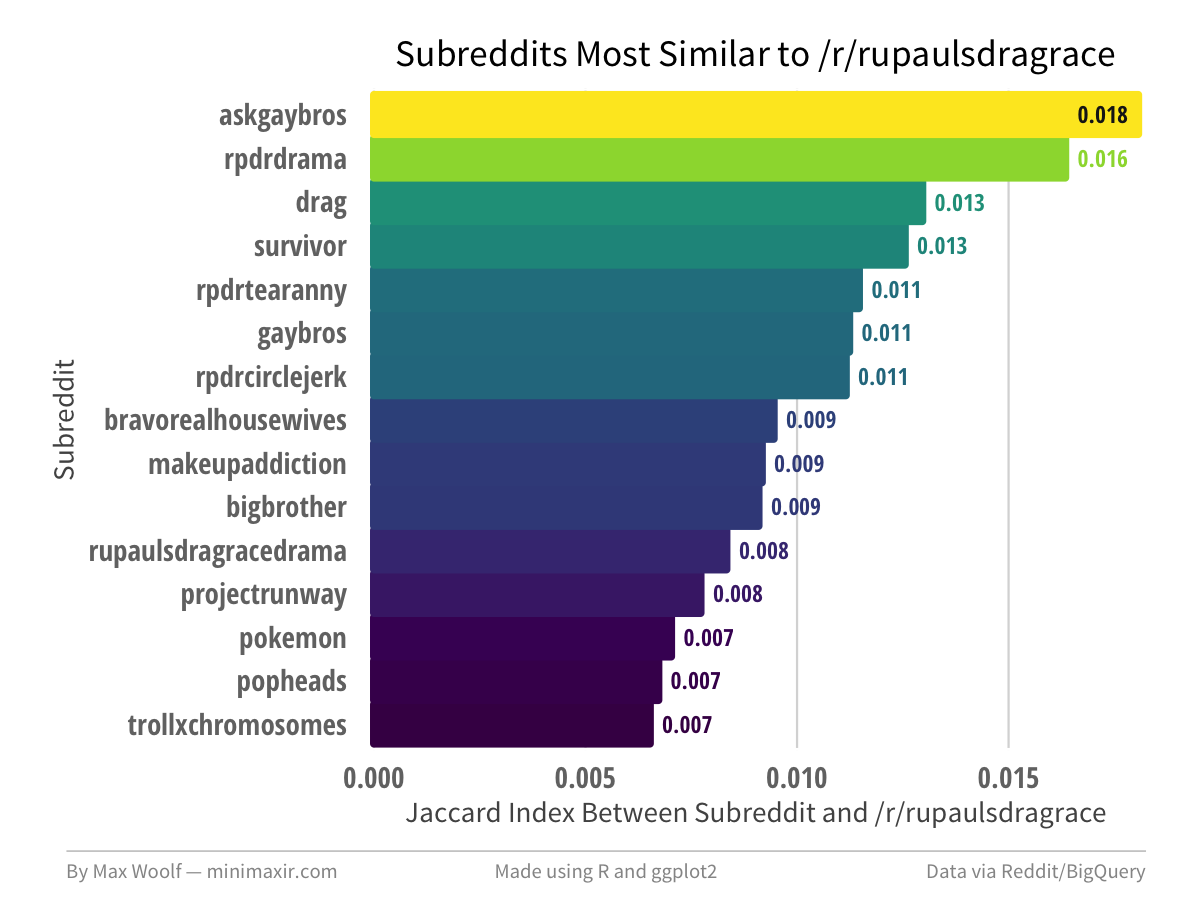 Subreddits Most Similar to /r/rupaulsdragrace
askgaybros 0.018
rpdrdrama 0.016
drag 0.013
survivor 0.013
rpdrtearanny 0.011
gaybros 0.011
rpdrcirclejerk 0.011
bravorealhousewives 0.009
makeupaddiction 0.009
bigbrother 0.009
rupaulsdragracedrama 0.008
projectrunway 0.008
pokemon 0.007
popheads 0.007
trollxchromosomes 0.007
Subreddit
0.000 0.005 0.010 0.015
Jaccard Index Between Subreddit and /r/rupaulsdragrace
By Max Woolf — minimaxir.com Made using R and ggplot2 Data via Reddit/BigQuery